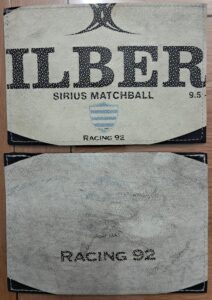 ILBER
SIRIUS MATCHBALL 9.5 -
RACING 92
RACING 92